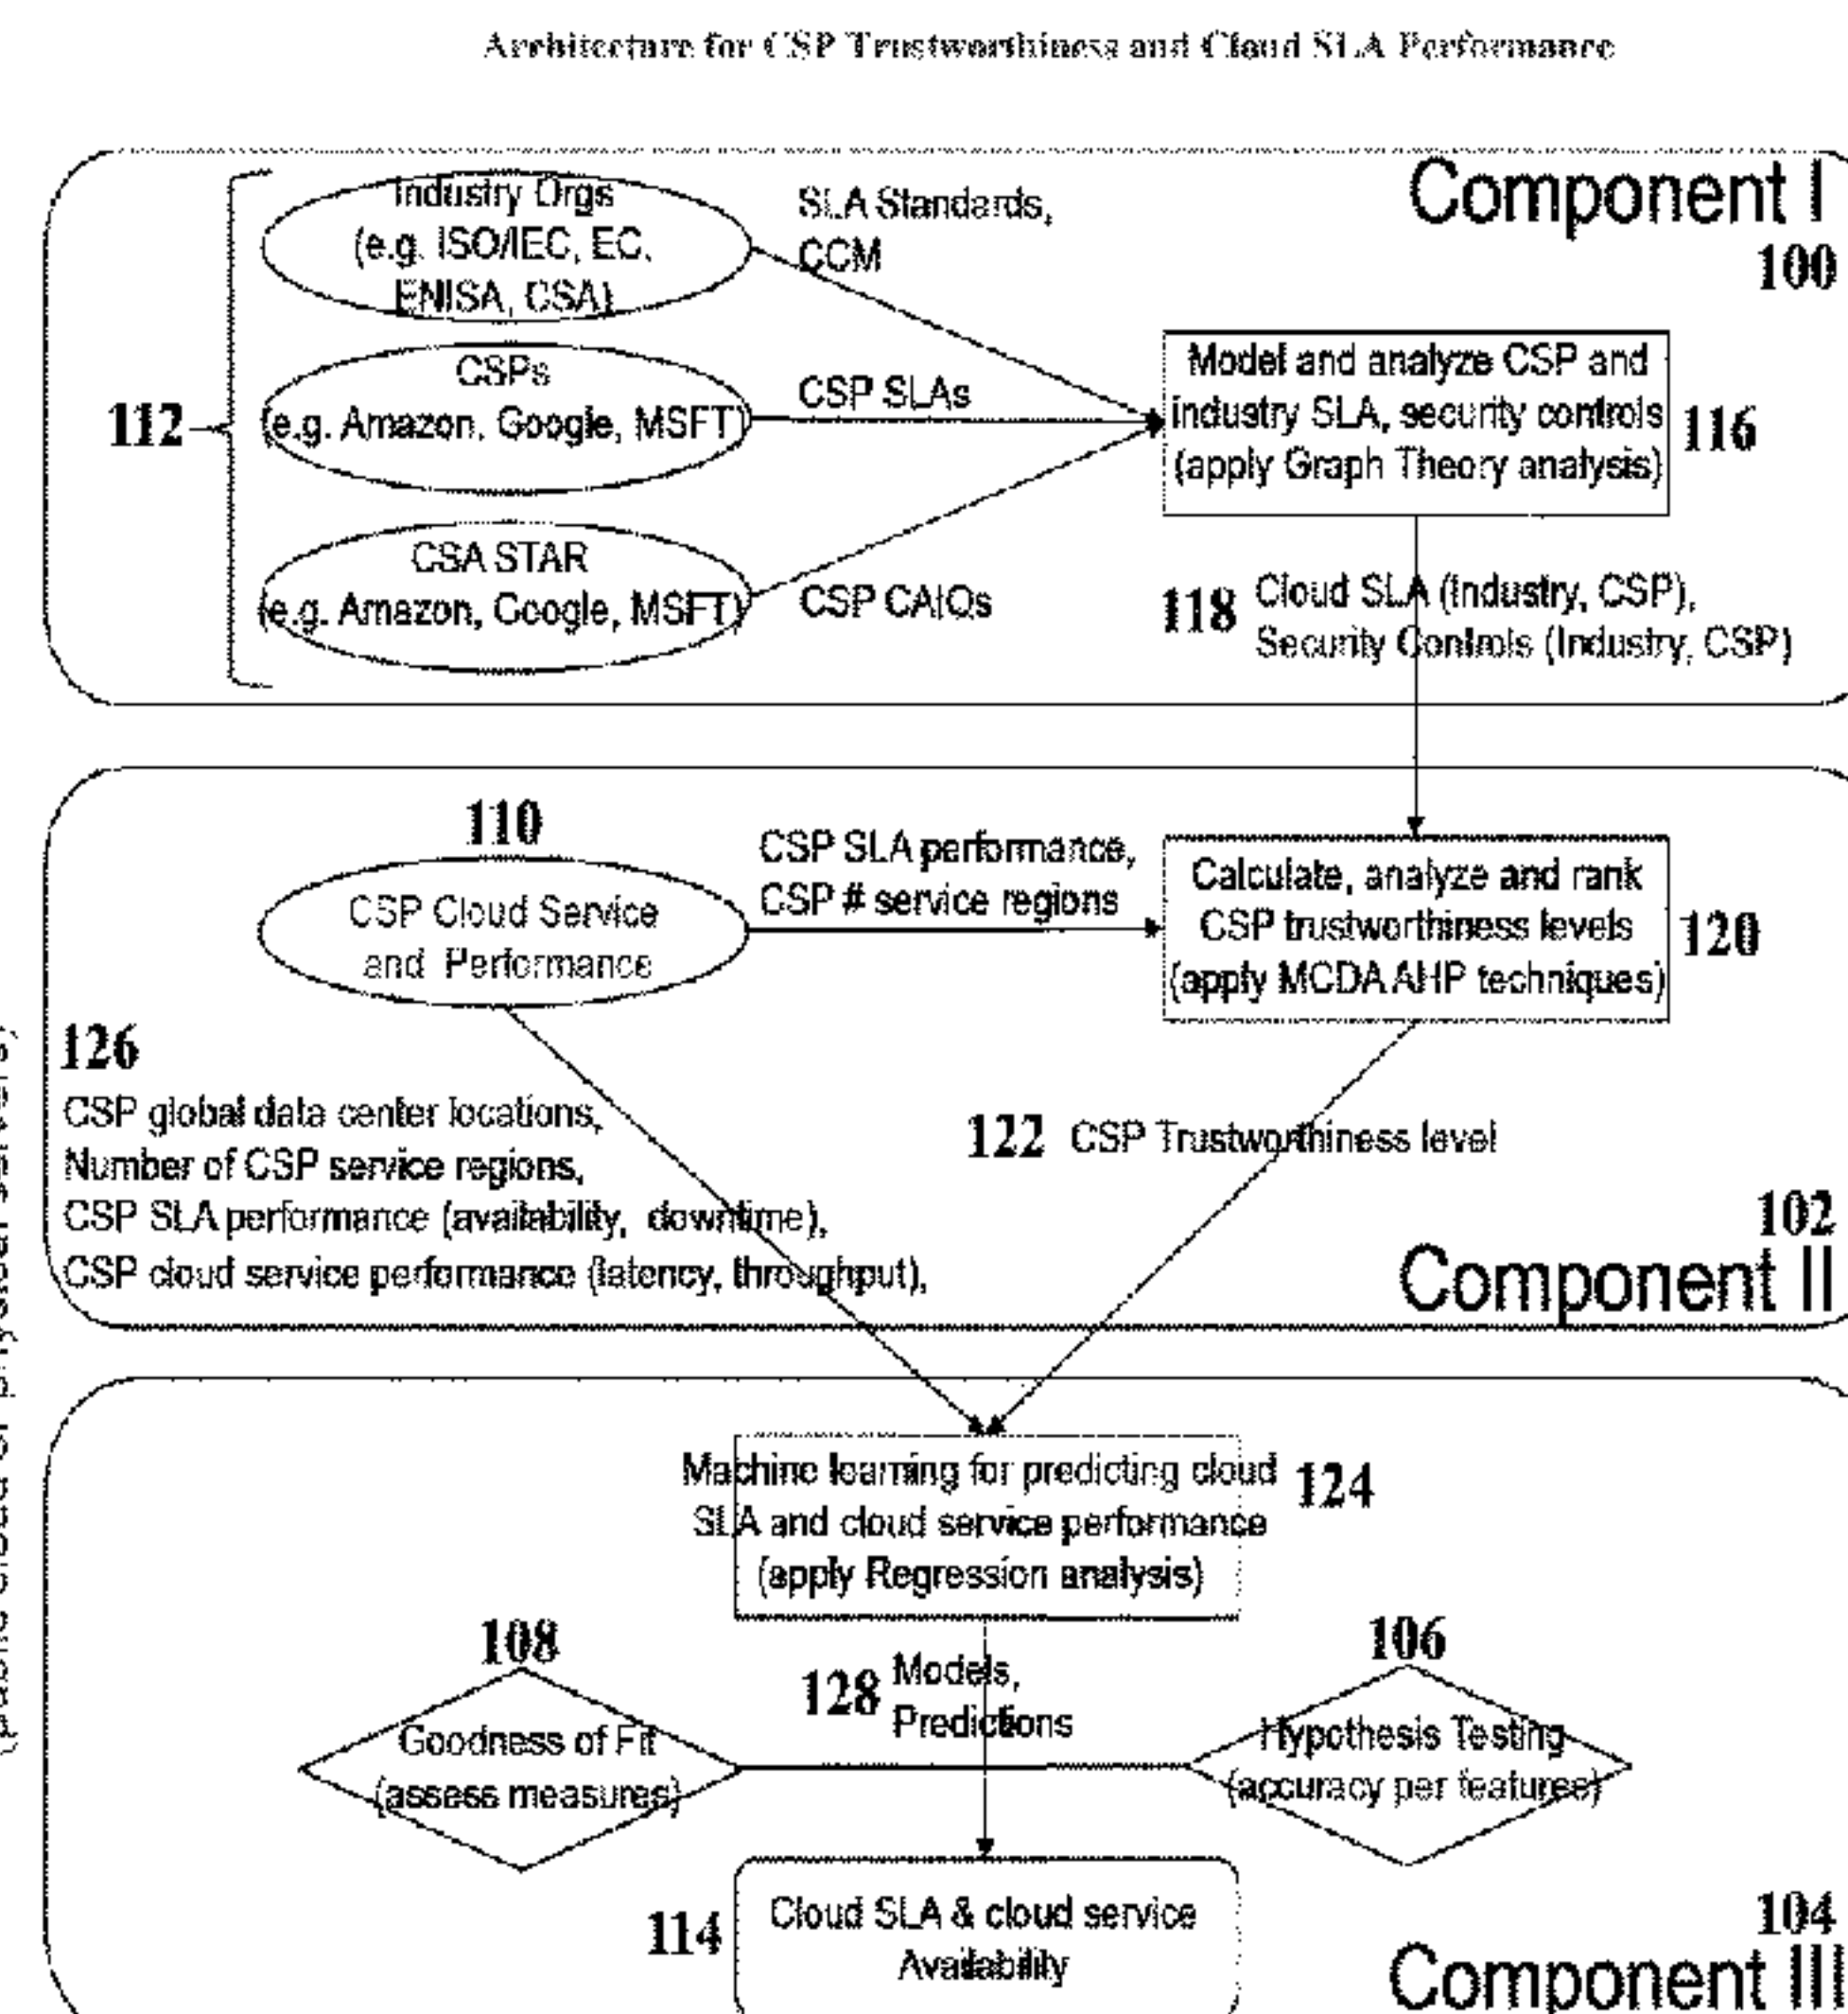 Architecture for CSP Trustworthiness and Cloud SLA Performance
Component I
100
Industry Orgs
(e.g. ISO/IEC, EC,
ENISA, CSA)
SLA Standards,
CCM
112
CSPs
(e.g. Amazon, Google, MSFT)
CSP SLAs
Model and analyze CSP and
industry SLA, security controls
(apply Graph Theory analysis)
116
CSA STAR
(e.g. Amazon, Google, MSFT)
CSP CAIQs
118
Cloud SLA (Industry, CSP),
Security Controls (Industry, CSP)
110
CSP Cloud Service
and Performance
CSP SLA performance,
CSP # service regions
Calculate, analyze and rank
CSP trustworthiness levels
(apply MCDA AHP techniques)
120
126
CSP global data center locations,
Number of CSP service regions,
CSP SLA performance (availability, downtime),
CSP cloud service performance (latency, throughput),
122 CSP Trustworthiness level
102
Component II
Machine learning for predicting cloud
SLA and cloud service performance
(apply Regression analysis)
124
108
Goodness of Fit
(assess measures)
128
Models,
Predictions
106
Hypothesis Testing
(accuracy per features)
114
Cloud SLA & cloud service
Availability
104
Component III